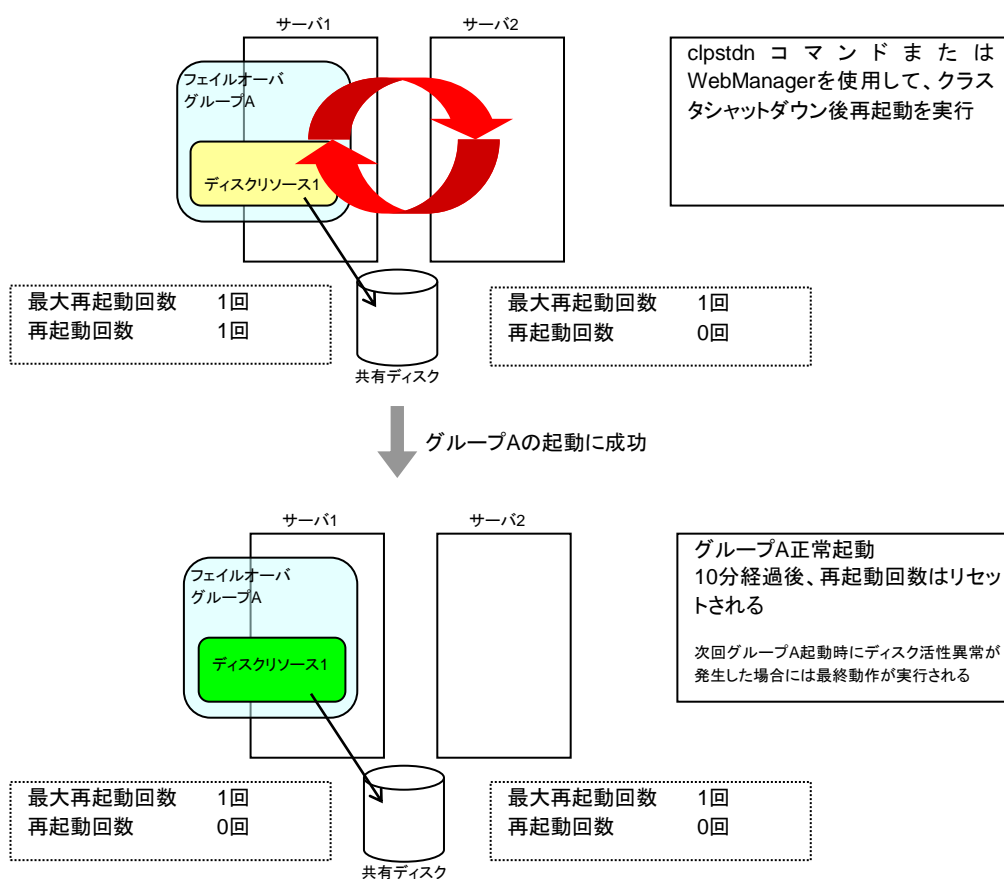 サーバ1
サーバ2
フェイルオーバ
グループA
ディスクリソース1
clpstdn コマンドまたは
WebManagerを使用して、クラス
タシャットダウン後再起動を実行
最大再起動回数 1回
再起動回数 1回
最大再起動回数 1回
再起動回数 0回
共有ディスク
グループAの起動に成功
サーバ1
サーバ2
フェイルオーバ
グループA
ディスクリソース1
グループA正常起動
10分経過後、再起動回数はリセッ
トされる
次回グループA起動時にディスク活性異常が
発生した場合には最終動作が実行される
最大再起動回数 1回
再起動回数 0回
最大再起動回数 1回
再起動回数 0回
共有ディスク